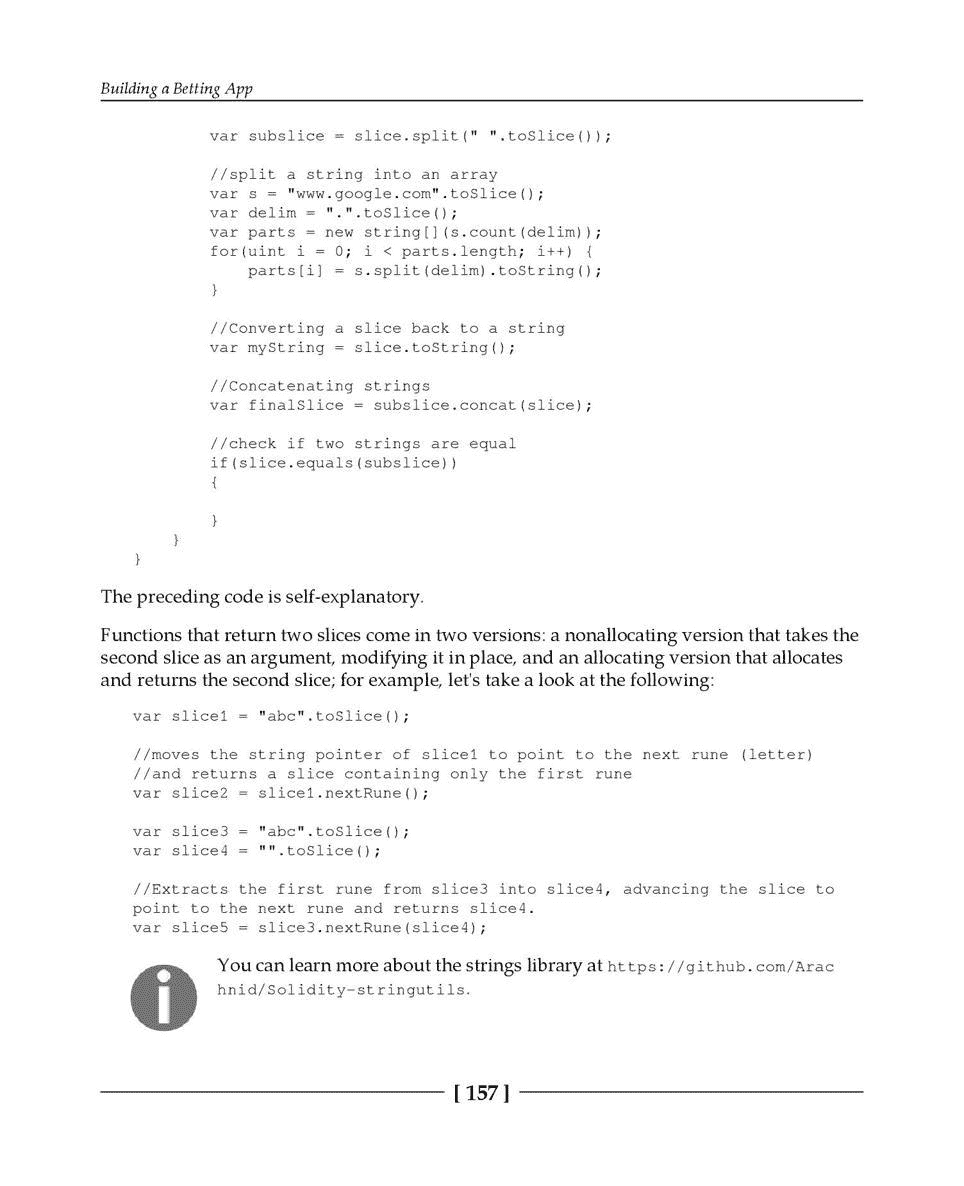 Building a Betting App
var subslice = slice.split(" ".toSlice());
//split a string into an array
var s = "www.google.com".toSlice();
var delim = ".".toSlice();
var parts = new string[](s.count(delim));
for(uint i = 0; i < parts.length; i++) {
parts[i] = s.split(delim).toString();
}
//Converting a slice back to a string
var myString = slice.toString();
//Concatenating strings
var finalSlice = subslice.concat(slice);
//check if two strings are equal
if(slice.equals(subslice))
{
}
}
}
The preceding code is self-explanatory.
Functions that return two slices come in two versions: a nonallocating version that takes the
second slice as an argument, modifying it in place, and an allocating version that allocates
and returns the second slice; for example, let's take a look at the following:
var slice1 = "abc".toSlice();
//moves the string pointer of slice1 to point to the next rune (letter)
//and returns a slice containing only the first rune
var slice2 = slice1.nextRune();
var slice3 = "abc".toSlice();
var slice4 = "".toSlice();
//Extracts the first rune from slice3 into slice4, advancing the slice to
point to the next rune and returns slice4.
var slice5 = slice3.nextRune(slice4);
You can learn more about the strings library at https://github.com/Arac
hnid/Solidity-stringutils.
[ 157 ]